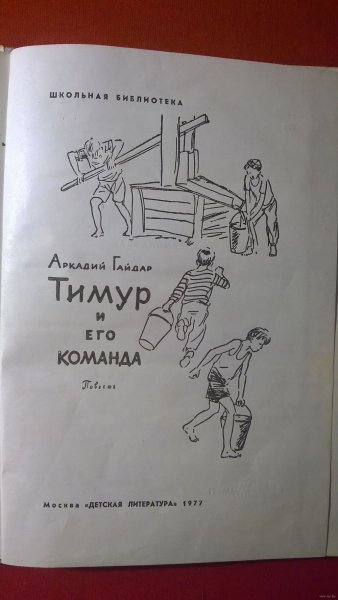 ШКОЛЬНАЯ БИБЛИОТЕКА
АРКАДИЙ ГАЙДАР
ТИМУР
И
ЕГО
КОМАНДА
Повесть
Москва «ДЕТСКАЯ ЛИТЕРАТУРА» 1977